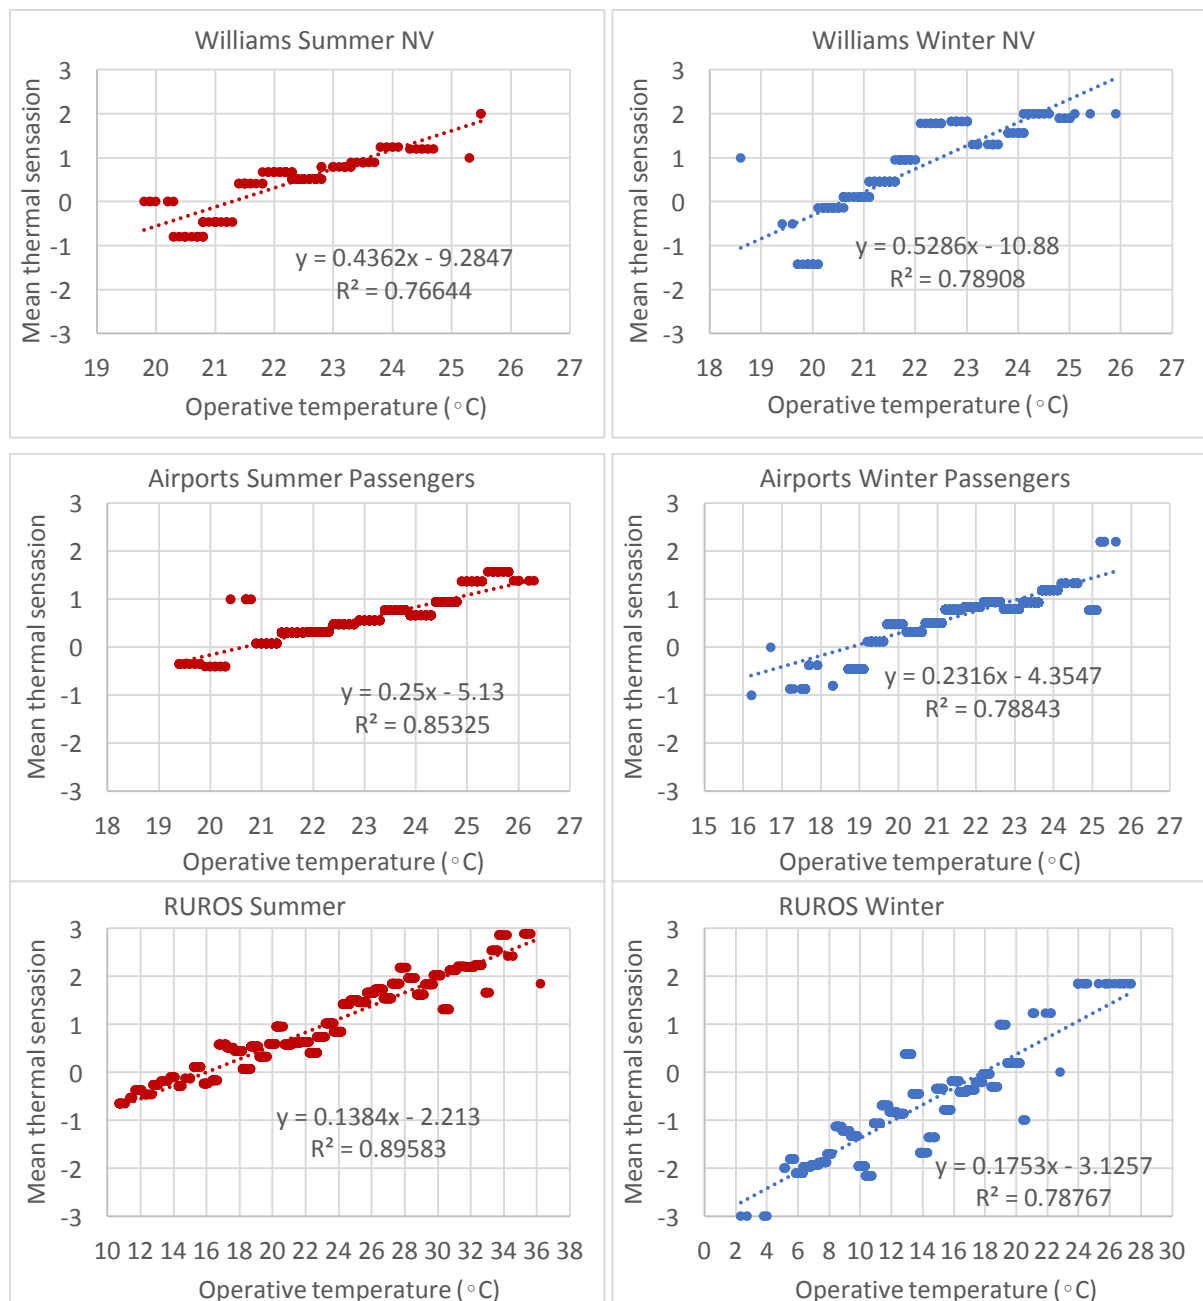 Williams Summer NV
Mean thermal sensasion
3
2
1
0
-1
-2
-3
y = 0.4362x - 9.2847
R² = 0.76644
19 20 21 22 23 24 25 26 27
Operative temperature (◦C)
Williams Winter NV
Mean thermal sensasion
3
2
1
0
-1
-2
-3
y = 0.5286x - 10.88
R² = 0.78908
18 19 20 21 22 23 24 25 26 27
Operative temperature (◦C)
Airports Summer Passengers
Mean thermal sensasion
3
2
1
0
-1
-2
-3
y = 0.25x - 5.13
R² = 0.85325
18 19 20 21 22 23 24 25 26 27
Operative temperature (◦C)
Airports Winter Passengers
Mean thermal sensasion
3
2
1
0
-1
-2
-3
y = 0.2316x - 4.3547
R² = 0.78843
15 16 17 18 19 20 21 22 23 24 25 26 27
Operative temperature (◦C)
RUROS Summer
Mean thermal sensasion
3
2
1
0
-1
-2
-3
y = 0.1384x - 2.213
R² = 0.89583
10 12 14 16 18 20 22 24 26 28 30 32 34 36 38
Operative temperature (◦C)
RUROS Winter
Mean thermal sensasion
3
2
1
0
-1
-2
-3
y = 0.1753x - 3.1257
R² = 0.78767
0 2 4 6 8 10 12 14 16 18 20 22 24 26 28 30
Operative temperature (◦C)